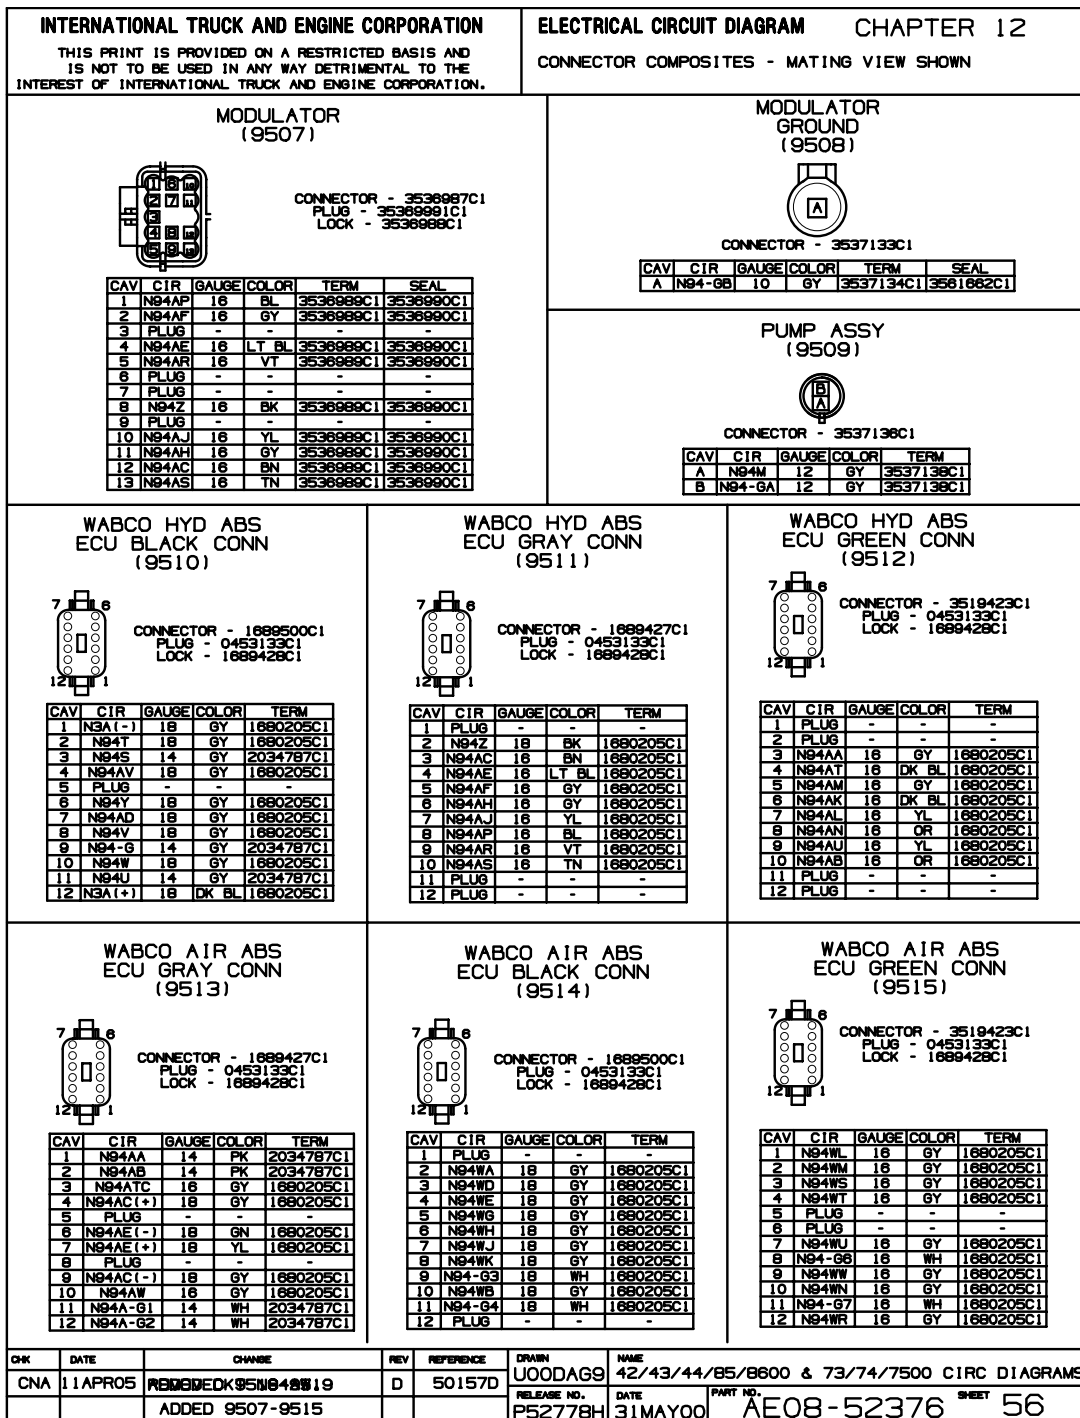 INTERNATIONAL TRUCK AND ENGINE CORPORATION
THIS PRINT IS PROVIDED ON A RESTRICTED BASIS AND
IS NOT TO BE USED IN ANY WAY DETRIMENTAL TO THE
INTEREST OF INTERNATIONAL TRUCK AND ENGINE CORPORATION.
ELECTRICAL CIRCUIT DIAGRAM CHAPTER 12
CONNECTOR COMPOSITES - MATING VIEW SHOWN
MODULATOR
(9507)
1 6 10
2 7 11
3
4 8 12
5 9 13
CONNECTOR - 3536987C1
PLUG - 35369991C1
LOCK - 3536988C1
CAV CIR GAUGE COLOR TERM SEAL
1 N94AP 16 BL 3536989C1 3536990C1
2 N94AF 16 GY 3536989C1 3536990C1
3 PLUG - - - -
4 N94AE 16 LT BL 3536989C1 3536990C1
5 N94AR 16 VT 3536989C1 3536990C1
6 PLUG - - - -
7 PLUG - - - -
8 N94Z 16 BK 3536989C1 3536990C1
9 PLUG - - - -
10 N94AJ 16 YL 3536989C1 3536990C1
11 N94AH 16 GY 3536989C1 3536990C1
12 N94AC 16 BN 3536989C1 3536990C1
13 N94AS 16 TN 3536989C1 3536990C1
MODULATOR
GROUND
(9508)
A
CONNECTOR - 3537133C1
CAV CIR GAUGE COLOR TERM SEAL
A N94-GB 10 GY 3537134C1 3561662C1
PUMP ASSY
(9509)
B
A
CONNECTOR - 3537136C1
CAV CIR GAUGE COLOR TERM
A N94M 12 GY 3537138C1
B N94-GA 12 GY 3537138C1
WABCO HYD ABS
ECU BLACK CONN
(9510)
7 6
12 1
CONNECTOR - 1689500C1
PLUG - 0453133C1
LOCK - 1689428C1
CAV CIR GAUGE COLOR TERM
1 N3A(-) 18 GY 1680205C1
2 N94T 18 GY 1680205C1
3 N94S 14 GY 2034787C1
4 N94AV 18 GY 1680205C1
5 PLUG - - -
6 N94Y 18 GY 1680205C1
7 N94AD 18 GY 1680205C1
8 N94V 18 GY 1680205C1
9 N94-G 14 GY 2034787C1
10 N94W 18 GY 1680205C1
11 N94U 14 GY 2034787C1
12 N3A(+) 18 DK BL 1680205C1
WABCO HYD ABS
ECU GRAY CONN
(9511)
7 6
12 1
CONNECTOR - 1689427C1
PLUG - 0453133C1
LOCK - 1689428C1
CAV CIR GAUGE COLOR TERM
1 PLUG - - -
2 N94Z 18 BK 1680205C1
3 N94AC 16 BN 1680205C1
4 N94AE 16 LT BL 1680205C1
5 N94AF 16 GY 1680205C1
6 N94AH 16 GY 1680205C1
7 N94AJ 16 YL 1680205C1
8 N94AP 16 BL 1680205C1
9 N94AR 16 VT 1680205C1
10 N94AS 16 TN 1680205C1
11 PLUG - - -
12 PLUG - - -
WABCO HYD ABS
ECU GREEN CONN
(9512)
7 6
12 1
CONNECTOR - 3519423C1
PLUG - 0453133C1
LOCK - 1689428C1
CAV CIR GAUGE COLOR TERM
1 PLUG - - -
2 PLUG - - -
3 N94AA 16 GY 1680205C1
4 N94AT 16 DK BL 1680205C1
5 N94AM 16 GY 1680205C1
6 N94AK 16 DK BL 1680205C1
7 N94AL 16 YL 1680205C1
8 N94AN 16 OR 1680205C1
9 N94AU 16 YL 1680205C1
10 N94AB 16 OR 1680205C1
11 PLUG - - -
12 PLUG - - -
WABCO AIR ABS
ECU GRAY CONN
(9513)
7 6
12 1
CONNECTOR - 1689427C1
PLUG - 0453133C1
LOCK - 1689428C1
CAV CIR GAUGE COLOR TERM
1 N94AA 14 PK 2034787C1
2 N94AB 14 PK 2034787C1
3 N94ATC 16 GY 1680205C1
4 N94AC(+) 18 GY 1680205C1
5 PLUG - - -
6 N94AE(-) 18 GN 1680205C1
7 N94AE(+) 18 YL 1680205C1
8 PLUG - - -
9 N94AC(-) 18 GY 1680205C1
10 N94AW 16 GY 1680205C1
11 N94A-G1 14 WH 2034787C1
12 N94A-G2 14 WH 2034787C1
WABCO AIR ABS
ECU BLACK CONN
(9514)
7 6
12 1
CONNECTOR - 1689500C1
PLUG - 0453133C1
LOCK - 1689428C1
CAV CIR GAUGE COLOR TERM
1 PLUG - - -
2 N94WA 18 GY 1680205C1
3 N94WD 18 GY 1680205C1
4 N94WE 18 GY 1680205C1
5 N94WG 18 GY 1680205C1
6 N94WH 18 GY 1680205C1
7 N94WJ 18 GY 1680205C1
8 N94WK 18 GY 1680205C1
9 N94-G3 18 WH 1680205C1
10 N94WB 18 GY 1680205C1
11 N94-G4 18 WH 1680205C1
12 PLUG - - -
WABCO AIR ABS
ECU GREEN CONN
(9515)
7 6
12 1
CONNECTOR - 3519423C1
PLUG - 0453133C1
LOCK - 1689428C1
CAV CIR GAUGE COLOR TERM
1 N94WL 16 GY 1680205C1
2 N94WM 16 GY 1680205C1
3 N94WS 16 GY 1680205C1
4 N94WT 16 GY 1680205C1
5 PLUG - - -
6 PLUG - - -
7 N94WU 16 GY 1680205C1
8 N94-G6 16 WH 1680205C1
9 N94WW 16 GY 1680205C1
10 N94WN 16 GY 1680205C1
11 N94-G7 16 WH 1680205C1
12 N94WR 16 GY 1680205C1
CHK DATE CHANGE REV REFERENCE
CNA 11APR05 D 50157D
ADDED 9507-9515
DRAWN U00DAG9
NAME 42/43/44/85/8600 & 73/74/7500 CIRC DIAGRAMS
RELEASE NO. P52778H
DATE 31MAY00
PART NO. AE08-52376
SHEET 56